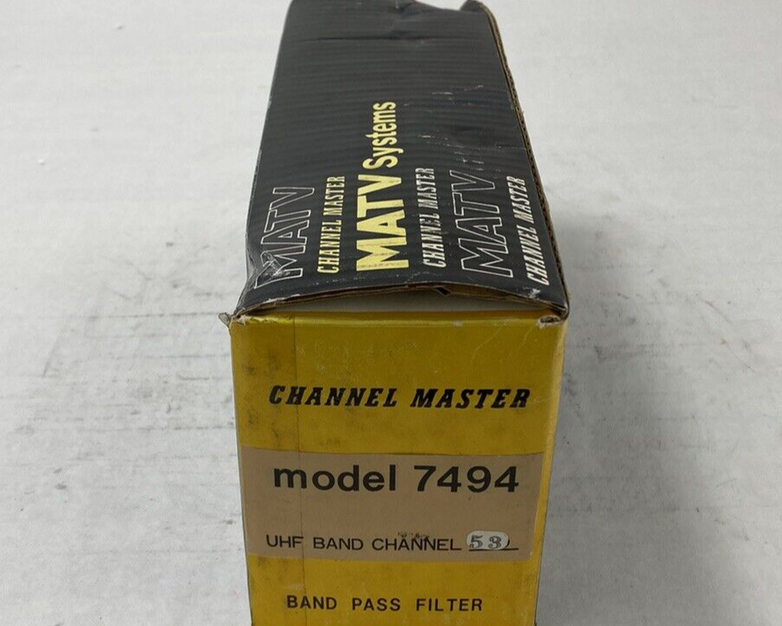 MATV
CHANNEL MASTER
MATV Systems
CHANNEL MASTER
MATV
CHANNEL MASTER
CHANNEL MASTER
model 7494
UHF BAND CHANNEL 53
BAND PASS FILTER